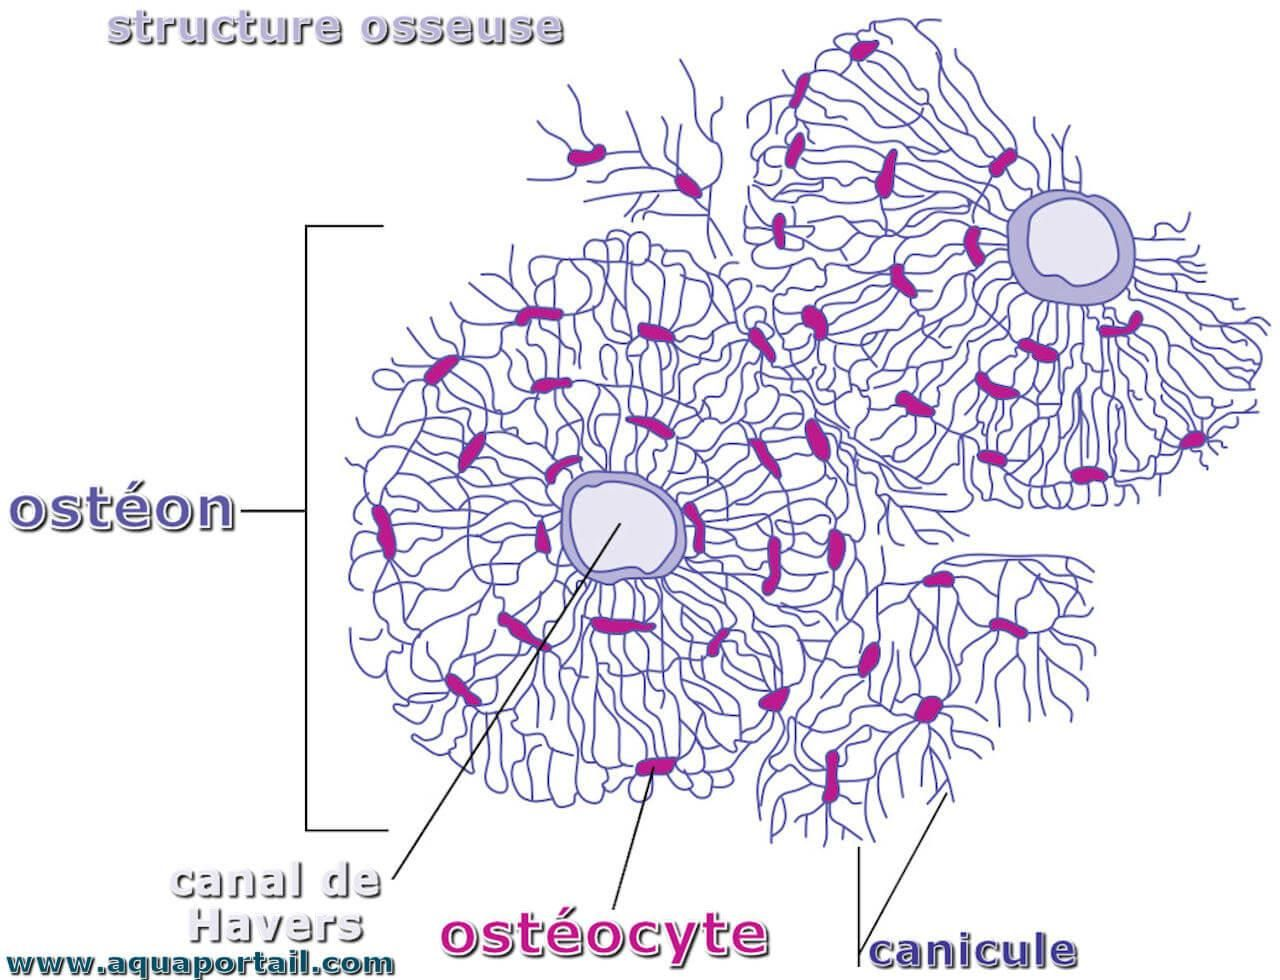 structure osseuse
ostéon
canal de
Havers
ostéocyte
canicule
www.aquaportail.com